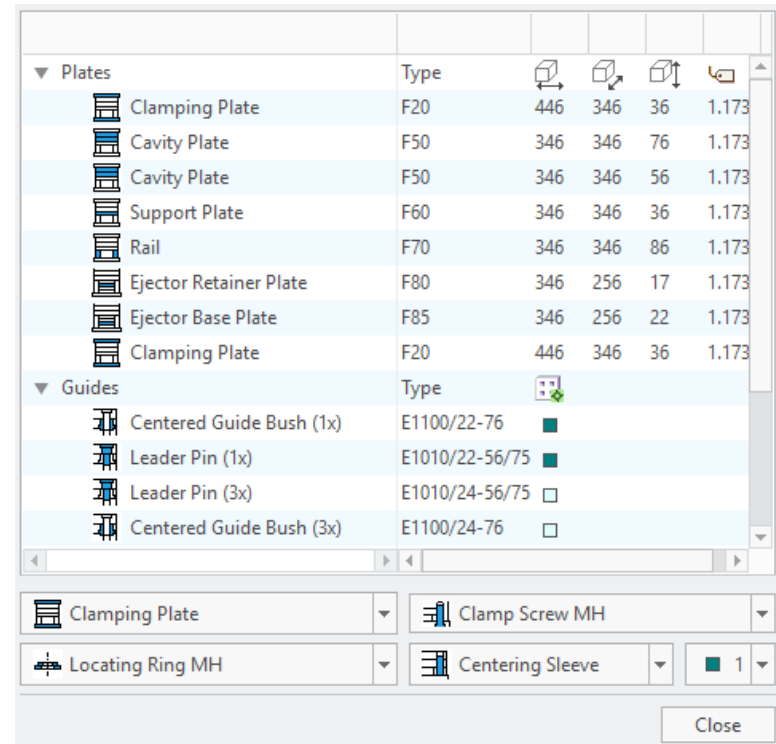 Plates Type
Clamping Plate F20 446 346 36 1.173
Cavity Plate F50 346 346 76 1.173
Cavity Plate F50 346 346 56 1.173
Support Plate F60 346 346 36 1.173
Rail F70 346 346 86 1.173
Ejector Retainer Plate F80 346 256 17 1.173
Ejector Base Plate F85 346 256 22 1.173
Clamping Plate F20 446 346 36 1.173
Guides Type
Centered Guide Bush (1x) E1100/22-76
Leader Pin (1x) E1010/22-56/75
Leader Pin (3x) E1010/24-56/75
Centered Guide Bush (3x) E1100/24-76
Clamping Plate Clamp Screw MH
Locating Ring MH Centering Sleeve 1
Close